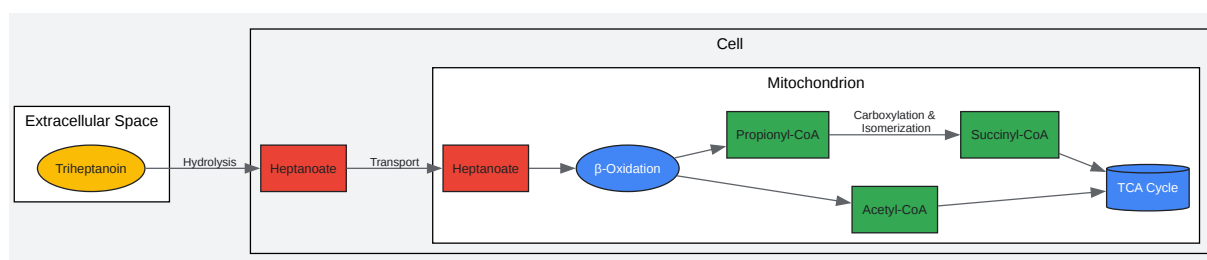 Cell
Mitochondrion
Extracellular Space
Triheptanoin
Hydrolysis
Heptanoate
Transport
Heptanoate
β-Oxidation
Propionyl-CoA
Carboxylation &
Isomerization
Succinyl-CoA
Acetyl-CoA
TCA Cycle